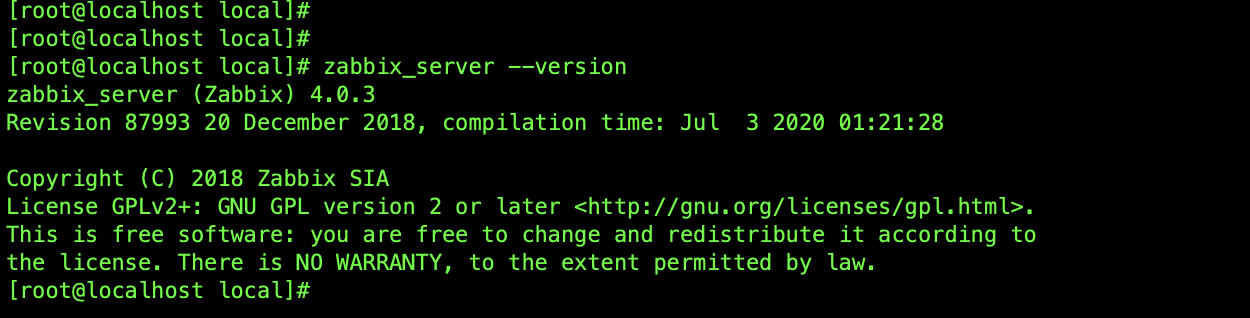 [root@localhost local]#
[root@localhost local]#
[root@localhost local]# zabbix_server --version
zabbix_server (Zabbix) 4.0.3
Revision 87993 20 December 2018, compilation time: Jul  3 2020 01:21:28

Copyright (C) 2018 Zabbix SIA
License GPLv2+: GNU GPL version 2 or later <http://gnu.org/licenses/gpl.html>.
This is free software: you are free to change and redistribute it according to
the license. There is NO WARRANTY, to the extent permitted by law.
[root@localhost local]#